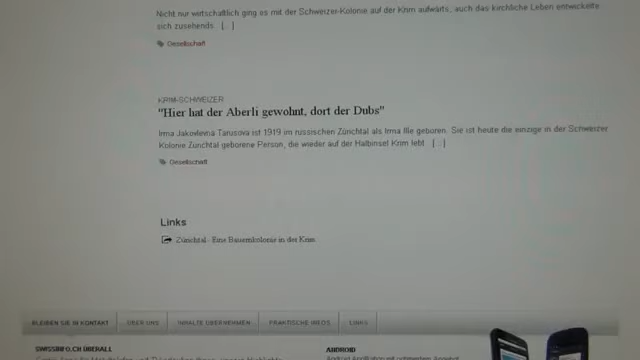 Nicht nur wirtschaftlich ging es mit der Schweizer-Kolonie auf der Krim aufwärts, auch das kirchliche Leben entwickelte
sich zusehends. [...]
Gesellschaft
KRIM-SCHWEIZER
"Hier hat der Aberli gewohnt, dort der Dubs"
Irma Jakowlewna Tarusova ist 1919 im russischen Zürichtal als Irma Ille geboren. Sie ist heute die einzige in der Schweizer
Kolonie Zürichtal geborene Person, die wieder auf der Halbinsel Krim lebt. [...]
Gesellschaft
Links
Zürichtal - Eine Bauernkolonie in der Krim
BLEIBEN SIE IN KONTAKT
ÜBER UNS
INHALTE ÜBERNEHMEN
PRAKTISCHE INFOS
LINKS
SWISSINFO.CH ÜBERALL
ANDROID